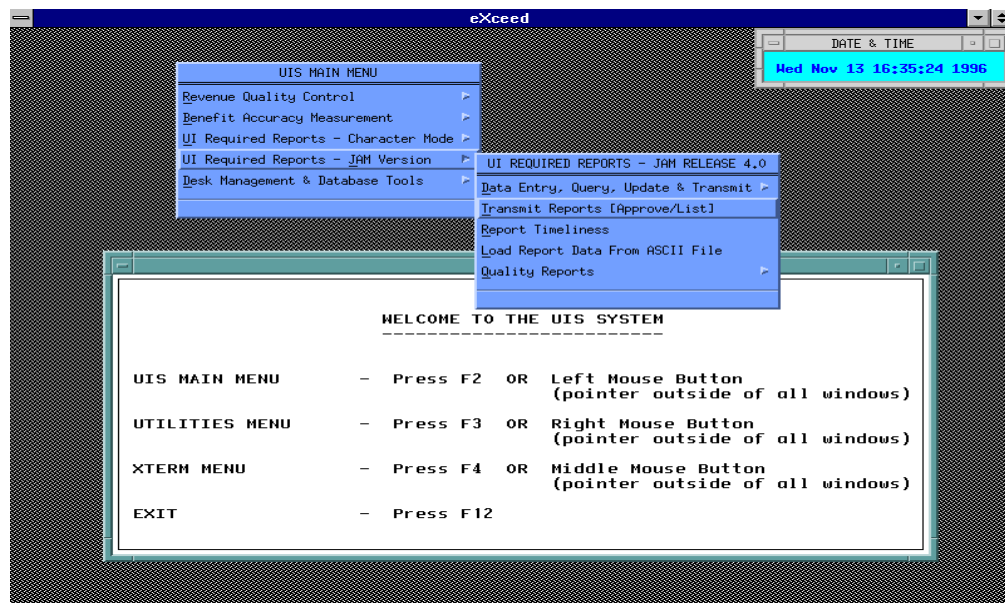 eXceed
DATE & TIME
Wed Nov 13 16:35:24 1996
UIS MAIN MENU
Revenue Quality Control
Benefit Accuracy Measurement
UI Required Reports - Character Mode
UI Required Reports - JAM Version
Desk Management & Database Tools
UI REQUIRED REPORTS - JAM RELEASE 4.0
Data Entry, Query, Update & Transmit
Transmit Reports [Approve/List]
Report Timeliness
Load Report Data From ASCII File
Quality Reports
WELCOME TO THE UIS SYSTEM
-------------------------
UIS MAIN MENU - Press F2 OR Left Mouse Button
(pointer outside of all windows)
UTILITIES MENU - Press F3 OR Right Mouse Button
(pointer outside of all windows)
XTERM MENU - Press F4 OR Middle Mouse Button
(pointer outside of all windows)
EXIT - Press F12